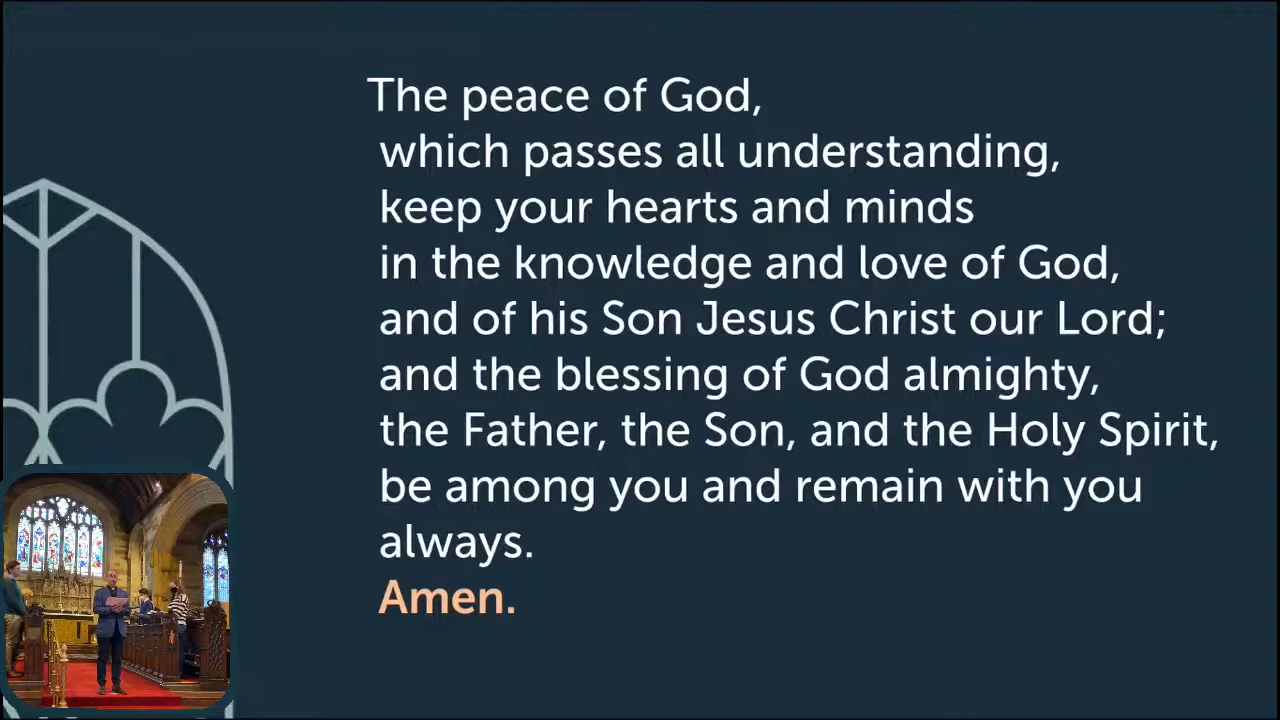 The peace of God,
which passes all understanding,
keep your hearts and minds
in the knowledge and love of God,
and of his Son Jesus Christ our Lord;
and the blessing of God almighty,
the Father, the Son, and the Holy Spirit,
be among you and remain with you
always.
Amen.